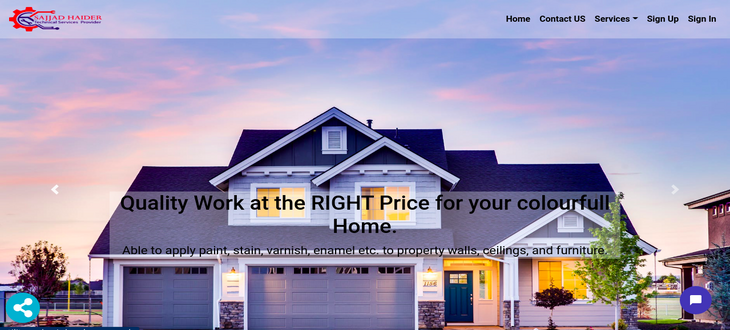 SAJJAD HAIDER
Technical Services Provider
Home Contact US Services Sign Up Sign In
Quality Work at the RIGHT Price for your colourfull
Home.
Able to apply paint, stain, varnish, enamel etc. to property walls, ceilings, and furniture.